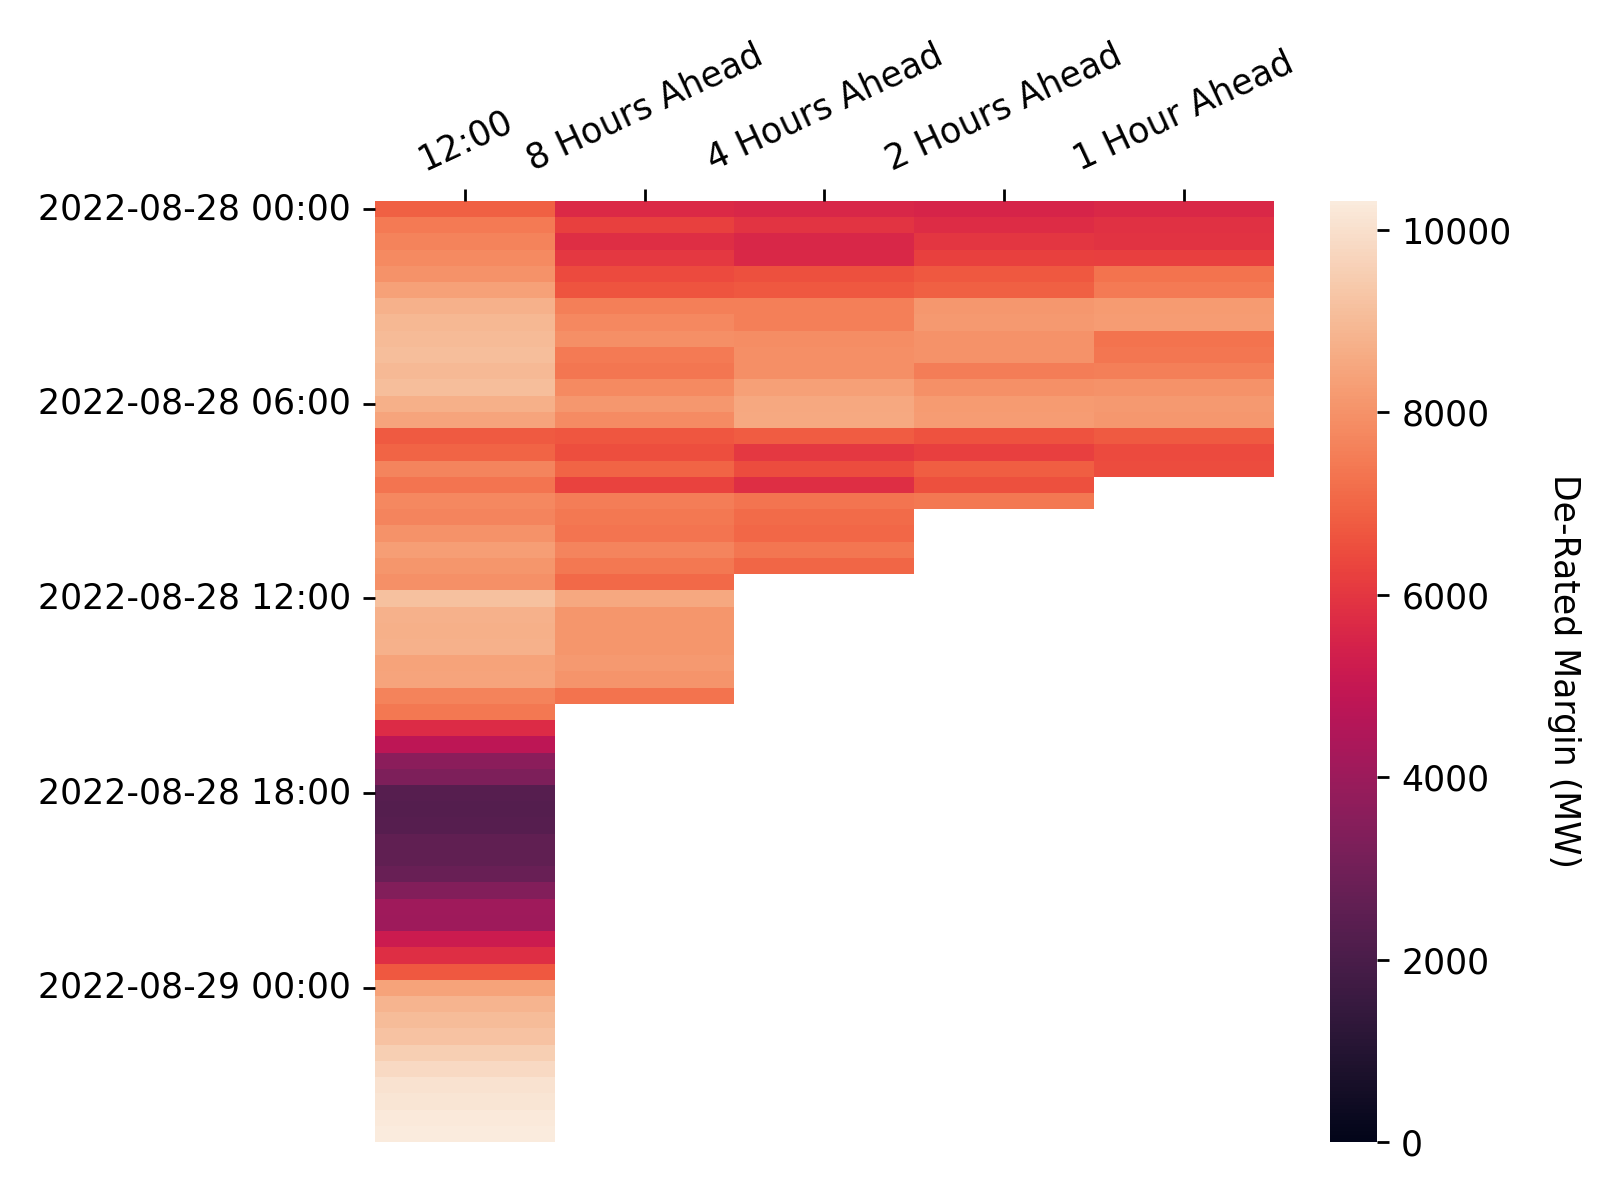 12:00
8 Hours Ahead
4 Hours Ahead
2 Hours Ahead
1 Hour Ahead
2022-08-28 00:00
2022-08-28 06:00
2022-08-28 12:00
2022-08-28 18:00
2022-08-29 00:00
10000
8000
6000
4000
2000
0
De-Rated Margin (MW)